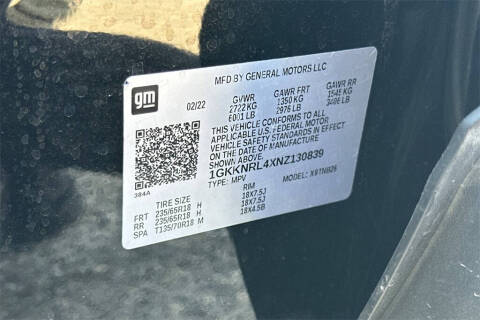 MFD BY GENERAL MOTORS LLC
gm
02/22 GVWR GAWR FRT GAWR RR
2722KG 1350 KG 1545 KG
6001 LB 2976 LB 3406 LB
THIS VEHICLE CONFORMS TO ALL
APPLICABLE U.S. FEDERAL MOTOR
VEHICLE SAFETY STANDARDS IN EFFECT
ON THE DATE OF MANUFACTURE
SHOWN ABOVE.
1GKKNRL4XNZ130839
TYPE: MPV MODEL:
384A
TIRE SIZE RIM
FRT 235/65R18 H 18X7.5J
RR 235/65R18 H 18X7.5J
SPA T135/70R18 M 18X4.5B